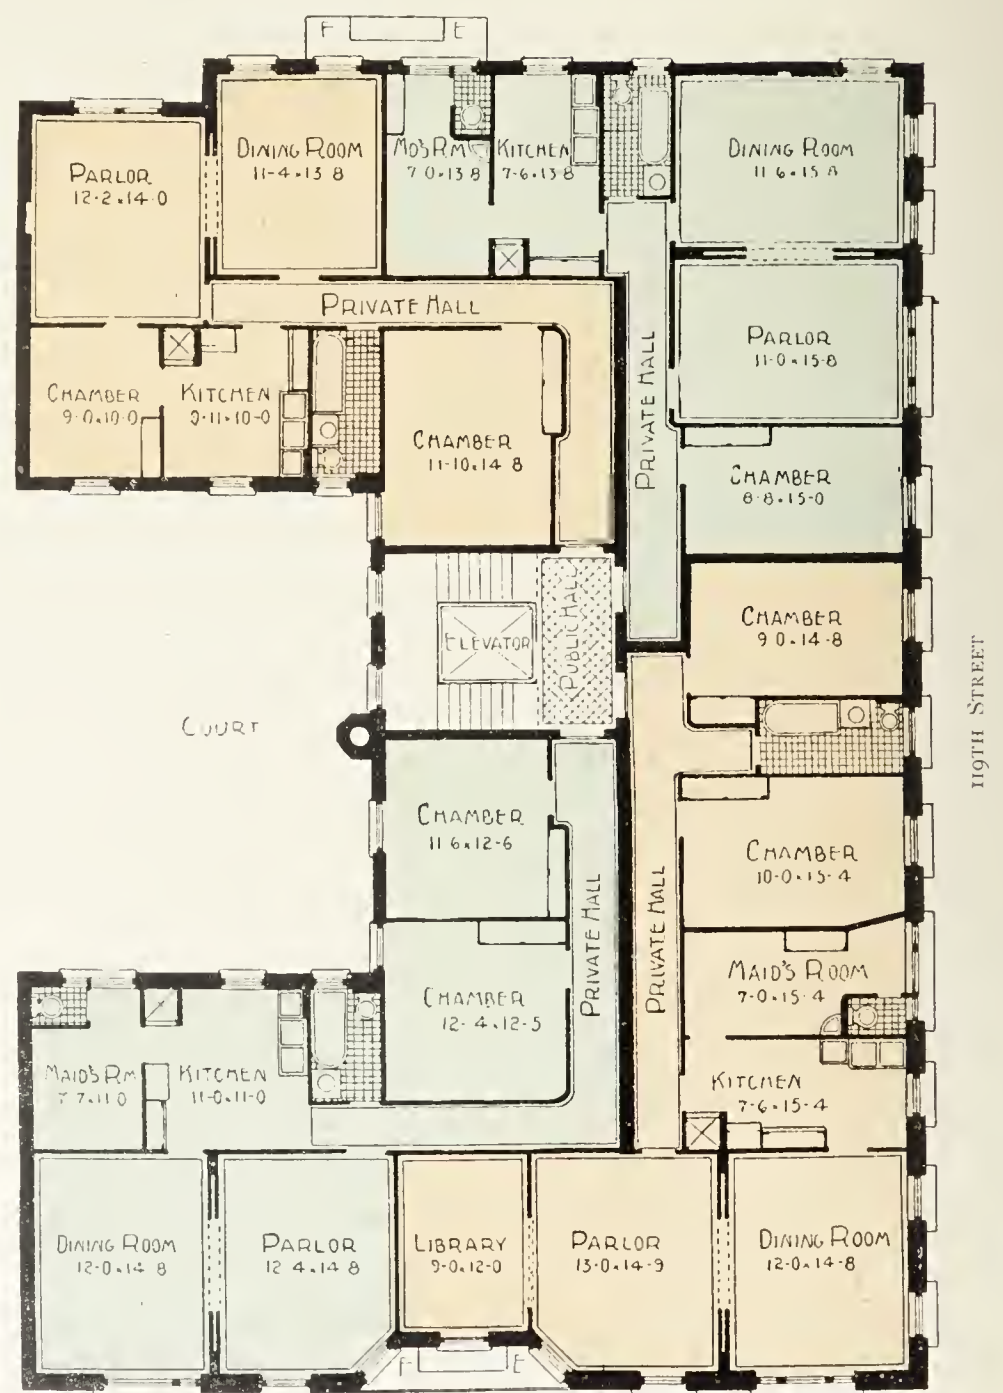 F E
PARLOR
12-2×14-0
DINING ROOM
11-4×13 8
MD'S RM
7 0×13 8
KITCHEN
7-6×13-8
DINING ROOM
11 6×15 8
PRIVATE HALL
PARLOR
11-0×15-8
PRIVATE HALL
CHAMBER
9-0×10-0
KITCHEN
9-11×10-0
CHAMBER
11-10×14 8
CHAMBER
8-8×15-0
CHAMBER
9 0×14-8
ELEVATOR
PUBLIC HALL
COURT
119TH STREET
CHAMBER
11 6×12-6
CHAMBER
10-0×15-4
PRIVATE HALL
PRIVATE HALL
CHAMBER
12-4×12-5
MAID'S ROOM
7-0×15-4
MAID'S RM
7 7×11 0
KITCHEN
11-0×11-0
KITCHEN
7-6×15-4
DINING ROOM
12-0×14 8
PARLOR
12 4×14 8
LIBRARY
9-0×12-0
PARLOR
13-0×14-9
DINING ROOM
12-0×14-8
F E